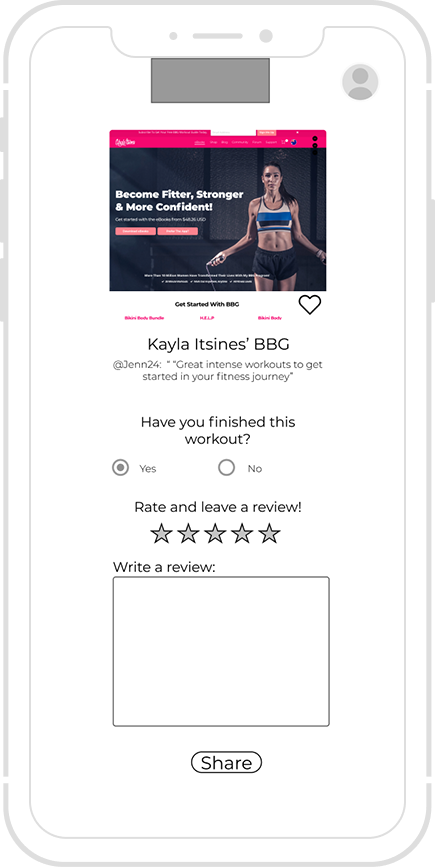 Become Fitter, Stronger
& More Confident!
Get started with the eBooks from $48.26 USD
Get Started With BBG
Bikini Body Bundle H.E.L.P Bikini Body
Kayla Itsines’ BBG
@Jenn24: “ “Great intense workouts to get
started in your fitness journey”
Have you finished this
workout?
Yes No
Rate and leave a review!
Write a review:
Share